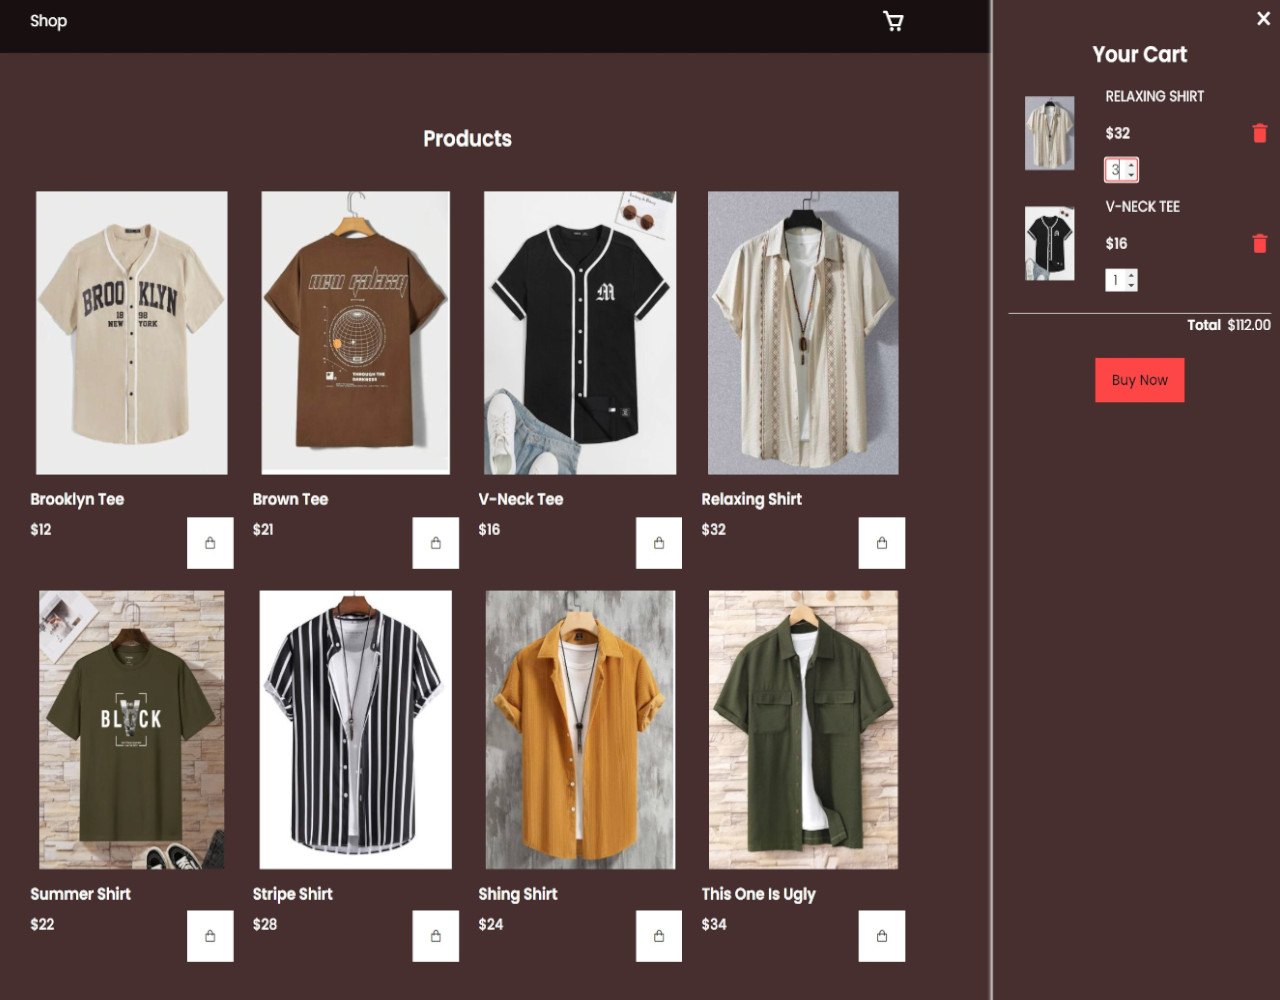 Shop
Products
BROOKLYN
18 98
NEW YORK
THROUGH THE
DARKNESS
M
Brooklyn Tee
Brown Tee
V-Neck Tee
Relaxing Shirt
$12
$21
$16
$32
BLACK
Summer Shirt
Stripe Shirt
Shing Shirt
This One Is Ugly
$22
$28
$24
$34
Your Cart
RELAXING SHIRT
$32
3
V-NECK TEE
$16
1
Total $112.00
Buy Now